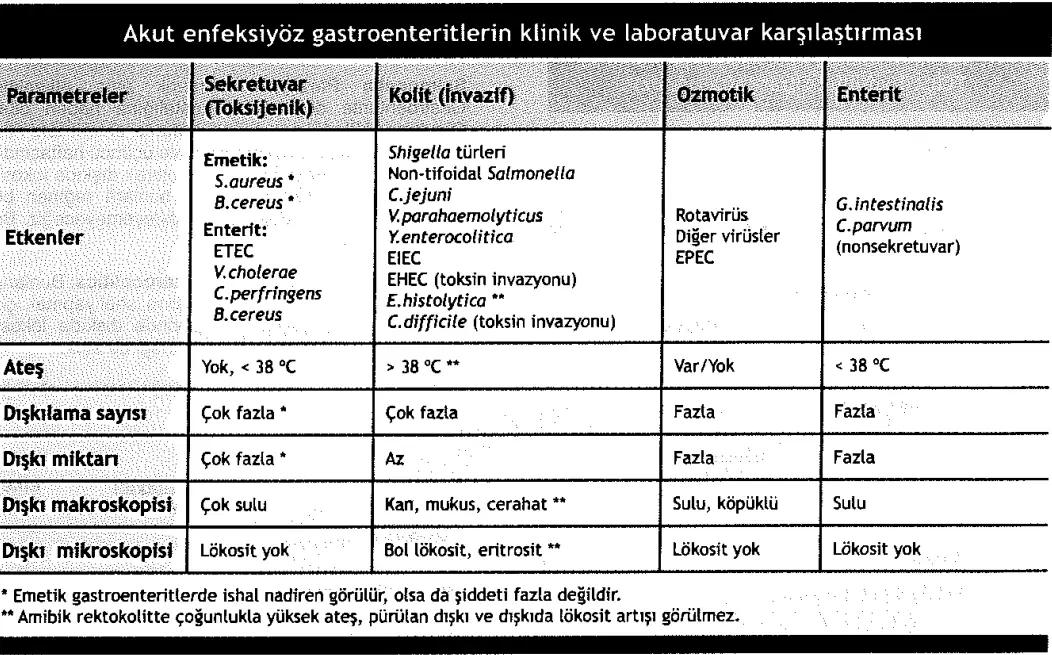 Akut enfeksiyöz gastroenteritlerin klinik ve laboratuvar karşılaştırması
Parametreler
Sekretuvar
(Toksijenik)
Kolit (İnvazif)
Ozmotik
Enterit
Etkenler
Emetik:
S.aureus *
B.cereus *
Enterit:
ETEC
V.cholerae
C.perfringens
B.cereus
Shigella türleri
Non-tifoidal Salmonella
C.jejuni
V.parahaemolyticus
Y.enterocolitica
EIEC
EHEC (toksin invazyonu)
E.histolytica **
C.difficile (toksin invazyonu)
Rotavirüs
Diğer virüsler
EPEC
G.intestinalis
C.parvum
(nonsekretuvar)
Ateş
Yok, < 38 °C
> 38 °C **
Var/Yok
< 38 °C
Dışkılama sayısı
Çok fazla *
Çok fazla
Fazla
Fazla
Dışkı miktarı
Çok fazla *
Az
Fazla
Fazla
Dışkı makroskopisi
Çok sulu
Kan, mukus, cerahat **
Sulu, köpüklü
Sulu
Dışkı mikroskopisi
Lökosit yok
Bol lökosit, eritrosit **
Lökosit yok
Lökosit yok
* Emetik gastroenteritlerde ishal nadiren görülür, olsa da şiddeti fazla değildir.
** Amibik rektokolitte çoğunlukla yüksek ateş, pürülan dışkı ve dışkıda lökosit artışı görülmez.